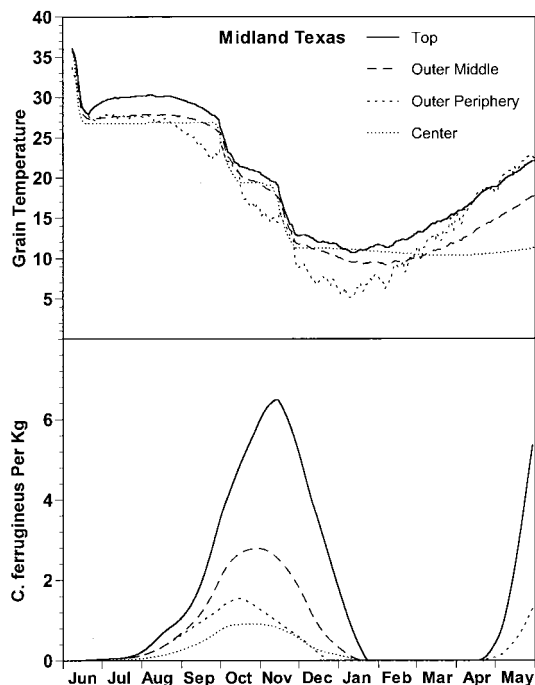 Midland Texas
Top
Outer Middle
Outer Periphery
Center
Grain Temperature
40
35
30
25
20
15
10
5
C. ferrugineus Per Kg
6
4
2
0
Jun Jul Aug Sep Oct Nov Dec Jan Feb Mar Apr May